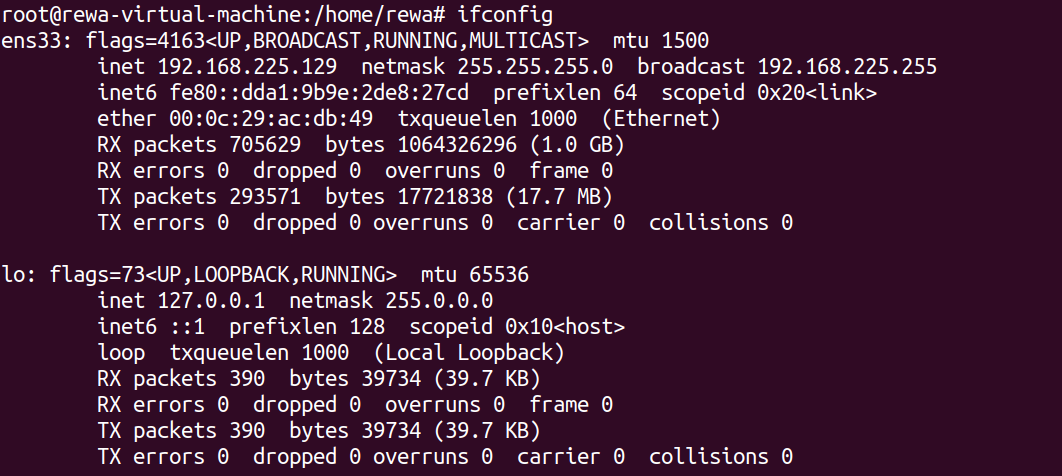 root@rewa-virtual-machine:/home/rewa# ifconfig
ens33: flags=4163<UP,BROADCAST,RUNNING,MULTICAST>  mtu 1500
        inet 192.168.225.129  netmask 255.255.255.0  broadcast 192.168.225.255
        inet6 fe80::dda1:9b9e:2de8:27cd  prefixlen 64  scopeid 0x20<link>
        ether 00:0c:29:ac:db:49  txqueuelen 1000  (Ethernet)
        RX packets 705629  bytes 1064326296 (1.0 GB)
        RX errors 0  dropped 0  overruns 0  frame 0
        TX packets 293571  bytes 17721838 (17.7 MB)
        TX errors 0  dropped 0 overruns 0  carrier 0  collisions 0

lo: flags=73<UP,LOOPBACK,RUNNING>  mtu 65536
        inet 127.0.0.1  netmask 255.0.0.0
        inet6 ::1  prefixlen 128  scopeid 0x10<host>
        loop  txqueuelen 1000  (Local Loopback)
        RX packets 390  bytes 39734 (39.7 KB)
        RX errors 0  dropped 0  overruns 0  frame 0
        TX packets 390  bytes 39734 (39.7 KB)
        TX errors 0  dropped 0 overruns 0  carrier 0  collisions 0